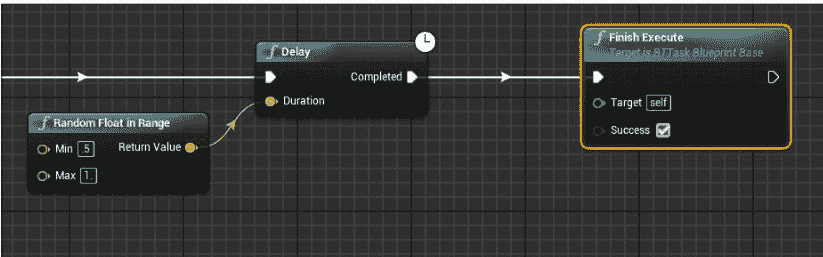 Delay
Completed
Duration
Random Float in Range
Min .5
Return Value
Max 1.
Finish Execute
Target is BTTask Blueprint Base
Target self
Success